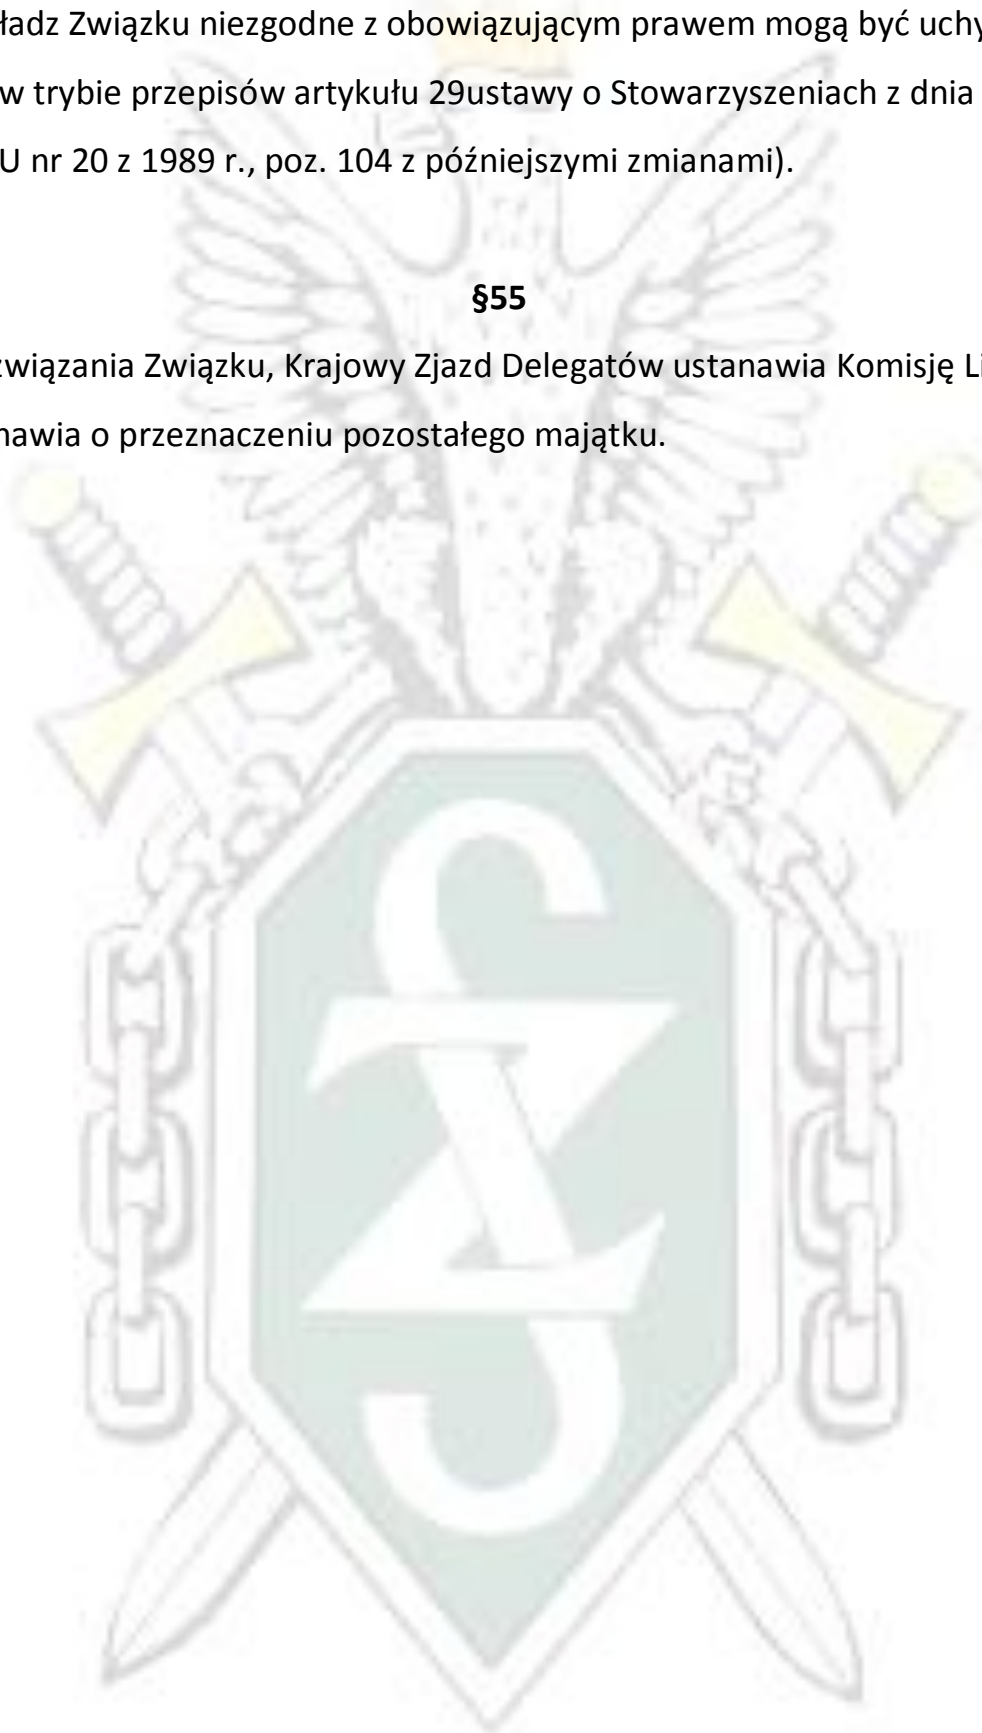 ładz Związku niezgodne z obowiązującym prawem mogą być uchy
w trybie przepisów artykułu 29ustawy o Stowarzyszeniach z dnia
U nr 20 z 1989 r., poz. 104 z późniejszymi zmianami).
§55
związania Związku, Krajowy Zjazd Delegatów ustanawia Komisję Li
nawia o przeznaczeniu pozostałego majątku.
SZ